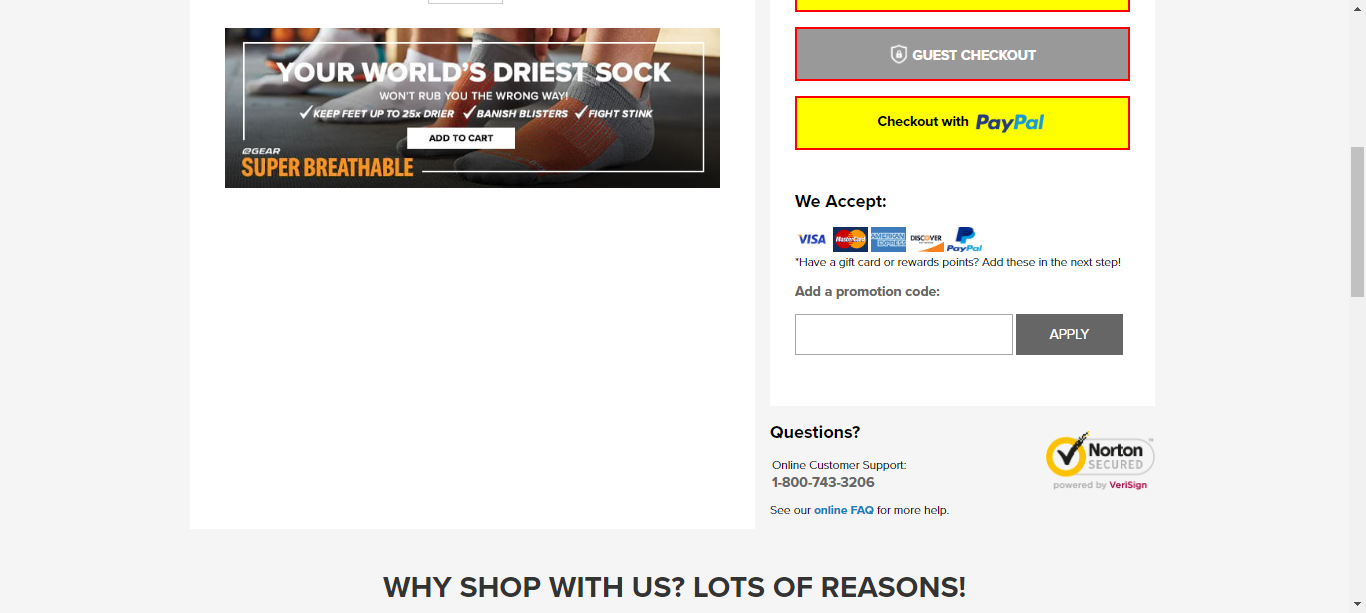 YOUR WORLD'S DRIEST SOCK
WON'T RUB YOU THE WRONG WAY!
✓KEEP FEET UP TO 25x DRIER ✓BANISH BLISTERS ✓FIGHT STINK
ADD TO CART
GEAR
SUPER BREATHABLE
GUEST CHECKOUT
Checkout with PayPal
We Accept:
VISA MasterCard AMERICAN EXPRESS DISCOVER PayPal
*Have a gift card or rewards points? Add these in the next step!
Add a promotion code:
APPLY
Questions?
Online Customer Support:
1-800-743-3206
See our online FAQ for more help.
Norton
SECURED
powered by VeriSign
WHY SHOP WITH US? LOTS OF REASONS!